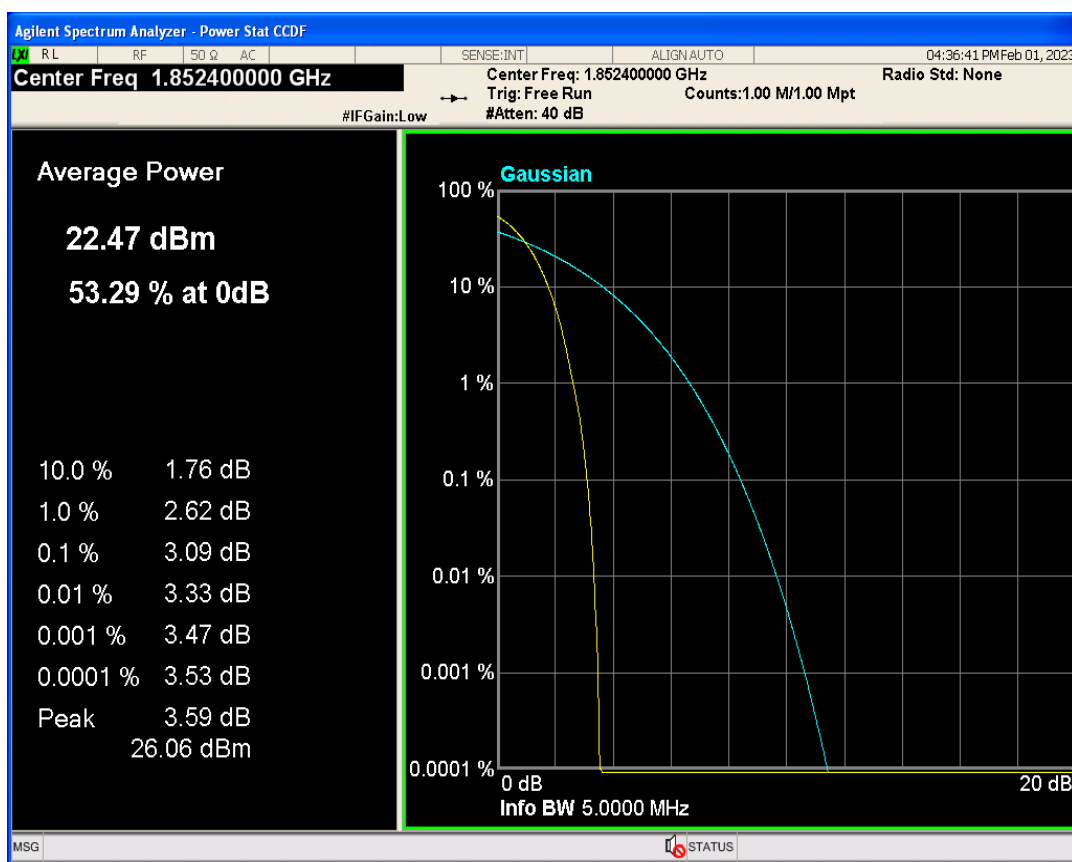 Agilent Spectrum Analyzer - Power Stat CCDF
LXI RL RF 50 Ω AC SENSE:INT ALIGN AUTO 04:36:41 PM Feb 01, 2023
Center Freq 1.852400000 GHz
#IFGain:Low
Center Freq: 1.852400000 GHz Radio Std: None
Trig: Free Run Counts:1.00 M/1.00 Mpt
#Atten: 40 dB
Average Power
22.47 dBm
53.29 % at 0dB
10.0 % 1.76 dB
1.0 % 2.62 dB
0.1 % 3.09 dB
0.01 % 3.33 dB
0.001 % 3.47 dB
0.0001 % 3.53 dB
Peak 3.59 dB
26.06 dBm
Gaussian
100 %
10 %
1 %
0.1 %
0.01 %
0.001 %
0.0001 %
0 dB 20 dB
Info BW 5.0000 MHz
MSG STATUS